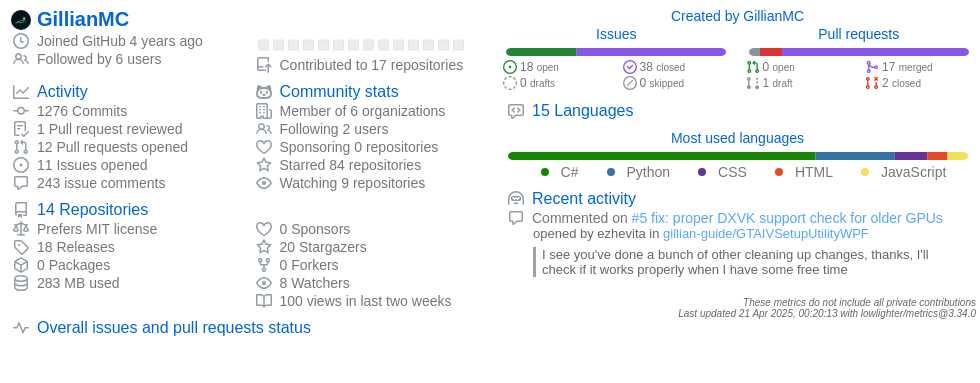 GillianMC
Joined GitHub 4 years ago
Followed by 6 users
Contributed to 17 repositories
Activity
1276 Commits
1 Pull request reviewed
12 Pull requests opened
11 Issues opened
243 issue comments
Community stats
Member of 6 organizations
Following 2 users
Sponsoring 0 repositories
Starred 84 repositories
Watching 9 repositories
14 Repositories
Prefers MIT license
18 Releases
0 Packages
283 MB used
0 Sponsors
20 Stargazers
0 Forkers
8 Watchers
100 views in last two weeks
Overall issues and pull requests status
Created by GillianMC
Issues
18 open
38 closed
0 drafts
0 skipped
Pull requests
0 open
17 merged
1 draft
2 closed
15 Languages
Most used languages
C# Python CSS HTML JavaScript
Recent activity
Commented on #5 fix: proper DXVK support check for older GPUs
opened by ezhevita in gillian-guide/GTAIVSetupUtilityWPF
I see you've done a bunch of other cleaning up changes, thanks, I'll
check if it works properly when I have some free time
These metrics do not include all private contributions
Last updated 21 Apr 2025, 00:20:13 with lowlighter/metrics@3.34.0